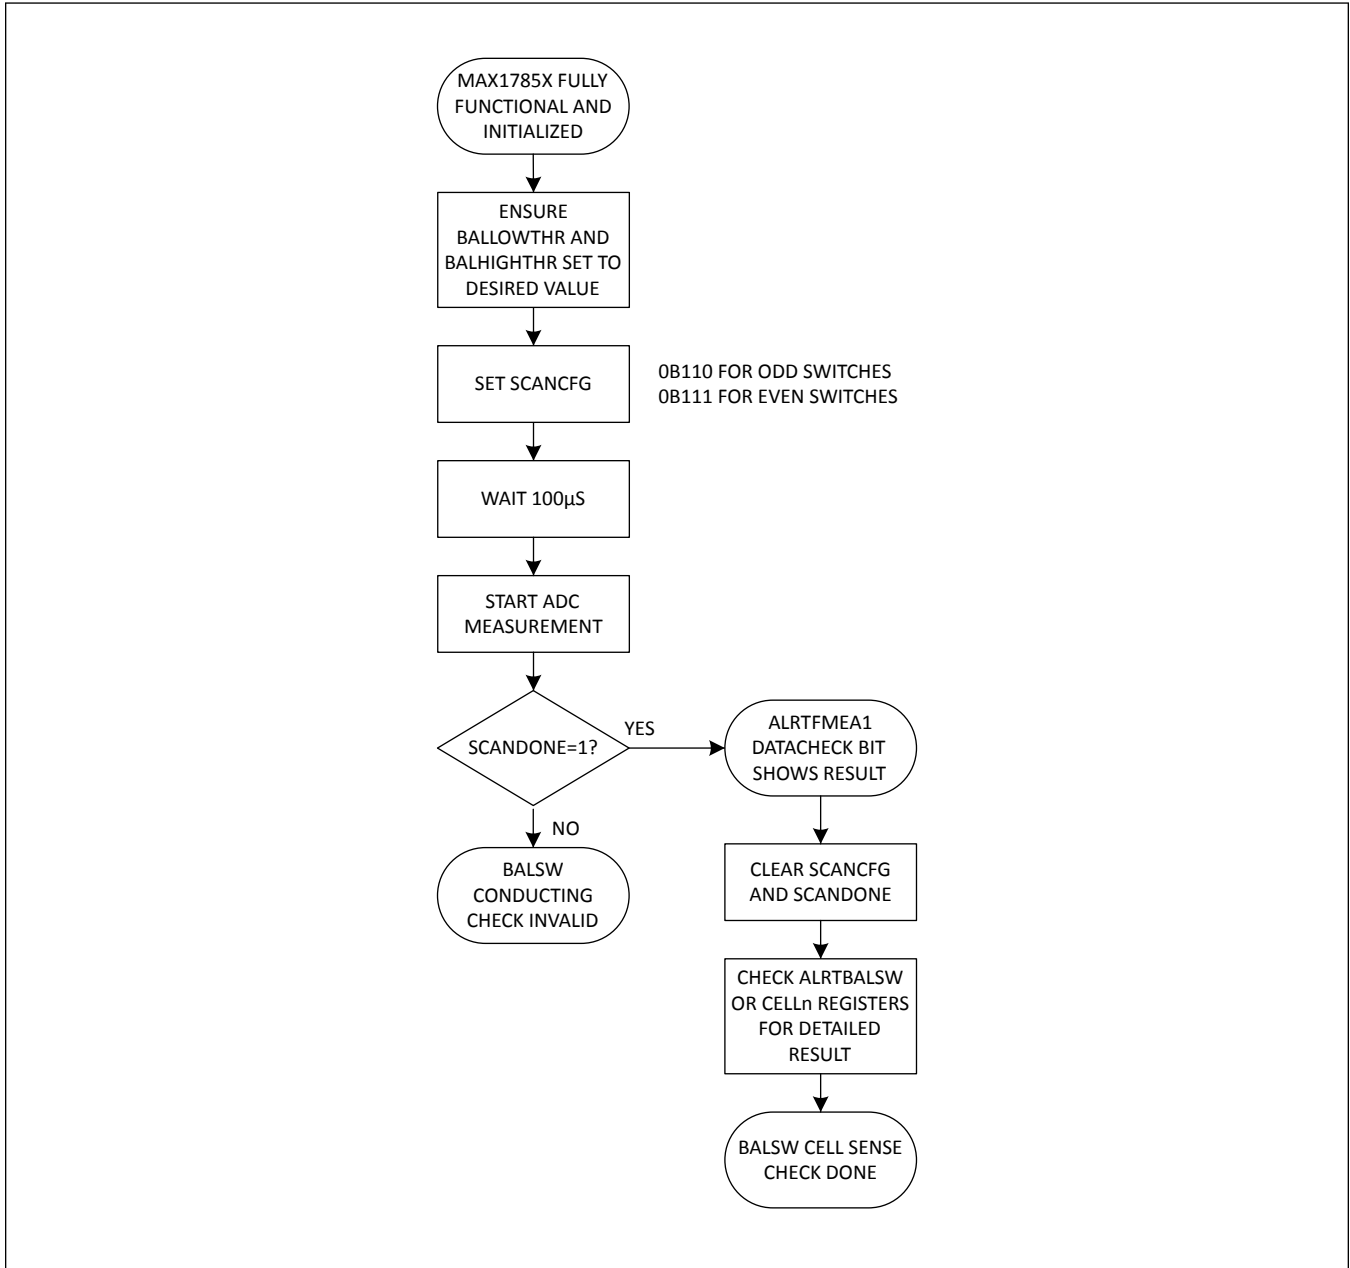 MAX1785X FULLY
FUNCTIONAL AND
INITIALIZED
ENSURE
BALLOWTHR AND
BALHIGHTHR SET TO
DESIRED VALUE
SET SCANCFG
0B110 FOR ODD SWITCHES
0B111 FOR EVEN SWITCHES
WAIT 100µS
START ADC
MEASUREMENT
SCANDONE=1?
YES
ALRTFMEA1
DATACHECK BIT
SHOWS RESULT
NO
BALSW
CONDUCTING
CHECK INVALID
CLEAR SCANCFG
AND SCANDONE
CHECK ALRTBALSW
OR CELLn REGISTERS
FOR DETAILED
RESULT
BALSW CELL SENSE
CHECK DONE